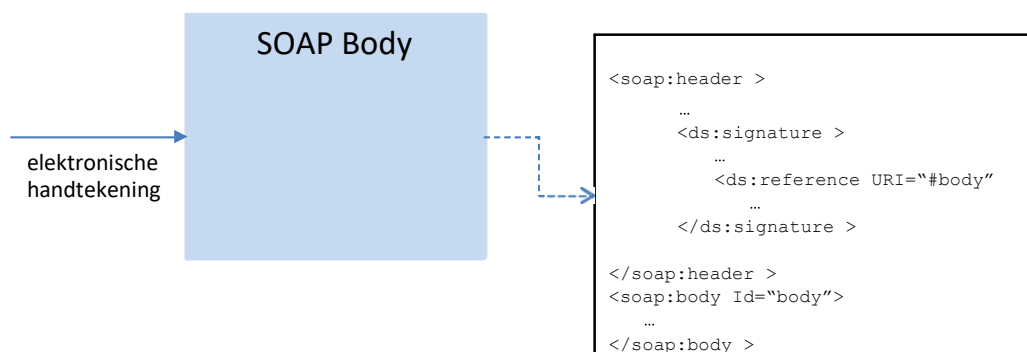 SOAP Body
elektronische
handtekening
<soap:header >
…
<ds:signature >
…
<ds:reference URI=“#body”
…
</ds:signature >
</soap:header >
<soap:body Id=“body”>
…
</soap:body >